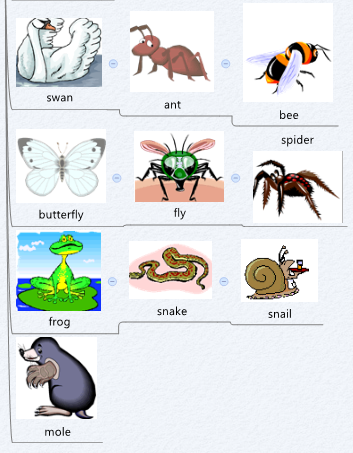 swan
ant
bee
butterfly
fly
spider
frog
snake
snail
mole